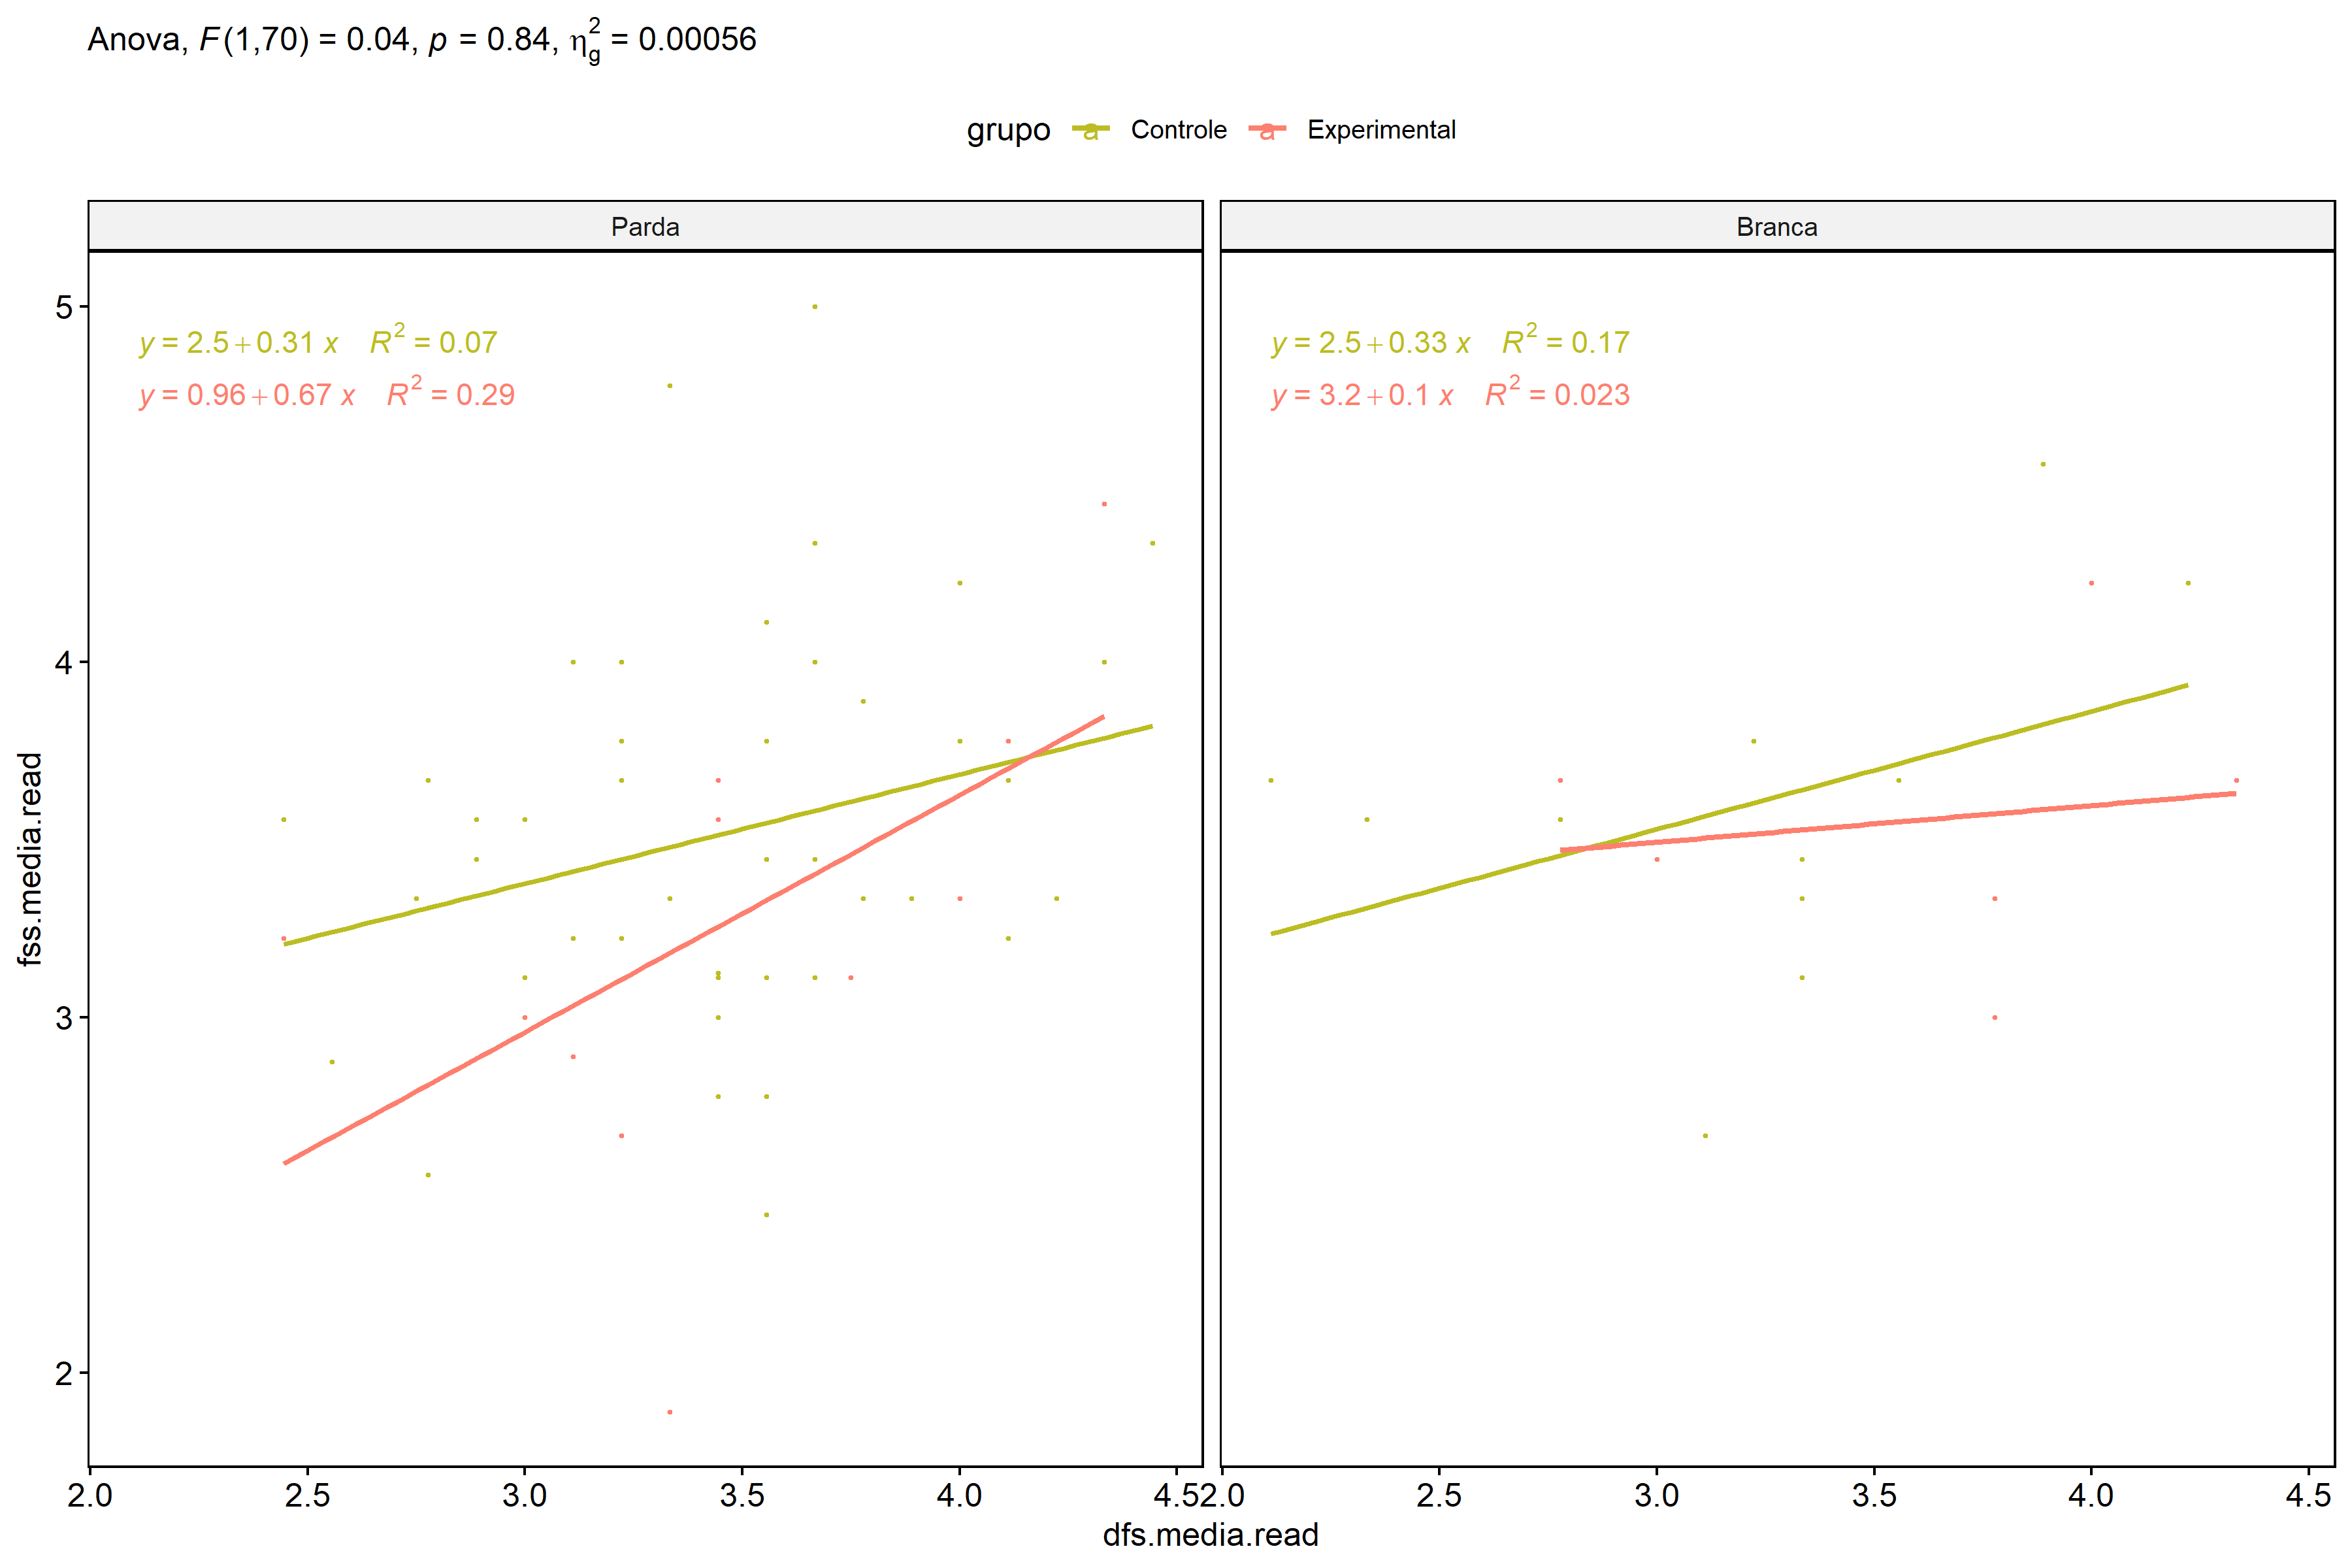 Anova, F(1,70) = 0.04, p = 0.84, η²g = 0.00056
grupo a Controle a Experimental
Parda
Branca
y = 2.5 + 0.31 x R² = 0.07
y = 0.96 + 0.67 x R² = 0.29
y = 2.5 + 0.33 x R² = 0.17
y = 3.2 + 0.1 x R² = 0.023
5
4
3
2
fss.media.read
2.0 2.5 3.0 3.5 4.0 4.5
2.0 2.5 3.0 3.5 4.0 4.5
dfs.media.read